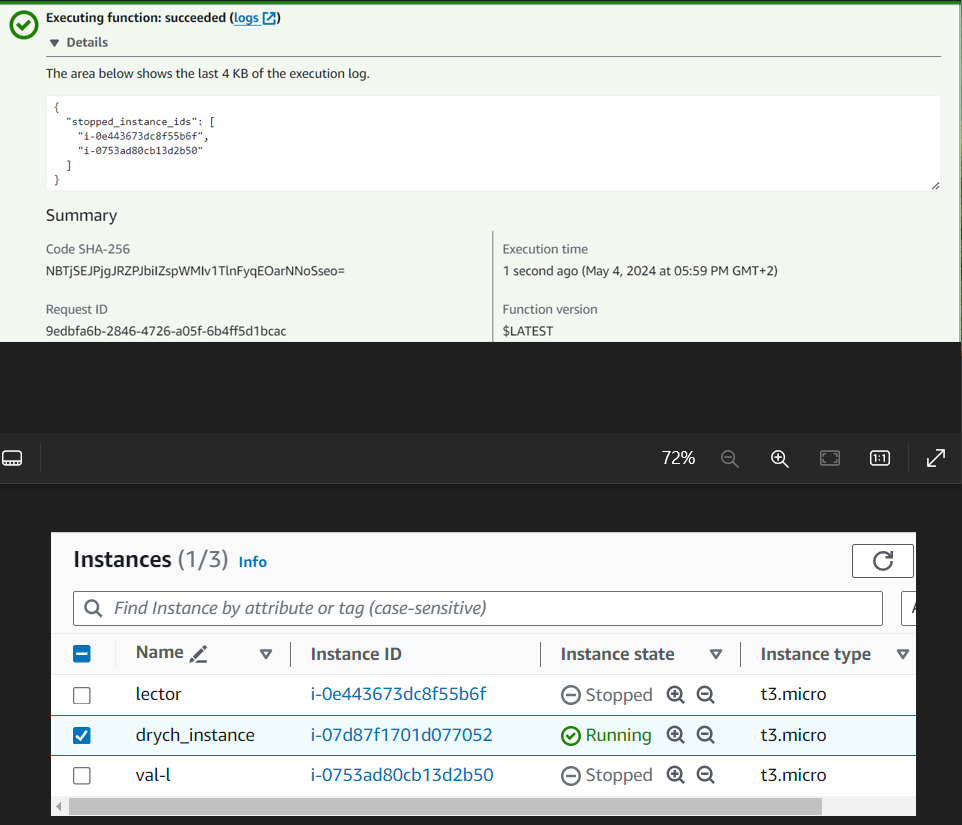 Executing function: succeeded (logs)
Details
The area below shows the last 4 KB of the execution log.
{
"stopped_instance_ids": [
"i-0e443673dc8f55b6f",
"i-0753ad80cb13d2b50"
]
}
Summary
Code SHA-256
NBTjSEJPjgJRZPJbiIZspWMIv1TlnFyqEOarNNoSseo=
Execution time
1 second ago (May 4, 2024 at 05:59 PM GMT+2)
Request ID
9edbfa6b-2846-4726-a05f-6b4ff5d1bcac
Function version
$LATEST
72%
1:1
Instances (1/3) Info
Find Instance by attribute or tag (case-sensitive)
Name Instance ID Instance state Instance type
lector i-0e443673dc8f55b6f Stopped t3.micro
drych_instance i-07d87f1701d077052 Running t3.micro
val-l i-0753ad80cb13d2b50 Stopped t3.micro